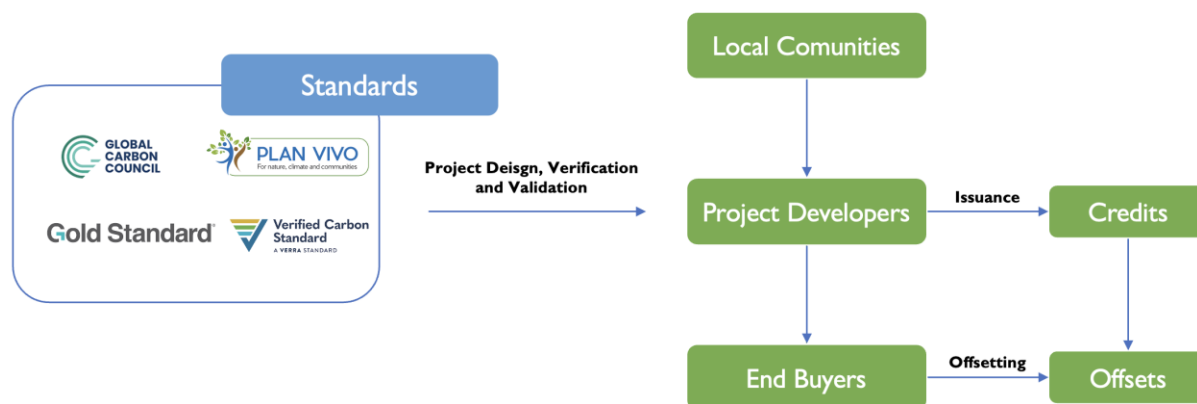 Standards
GLOBAL
CARBON
COUNCIL
PLAN VIVO
For nature, climate and communities
Gold Standard
Verified Carbon
Standard
A VERRA STANDARD
Project Deisgn, Verification
and Validation
Local Comunities
Project Developers
Issuance
Credits
End Buyers
Offsetting
Offsets